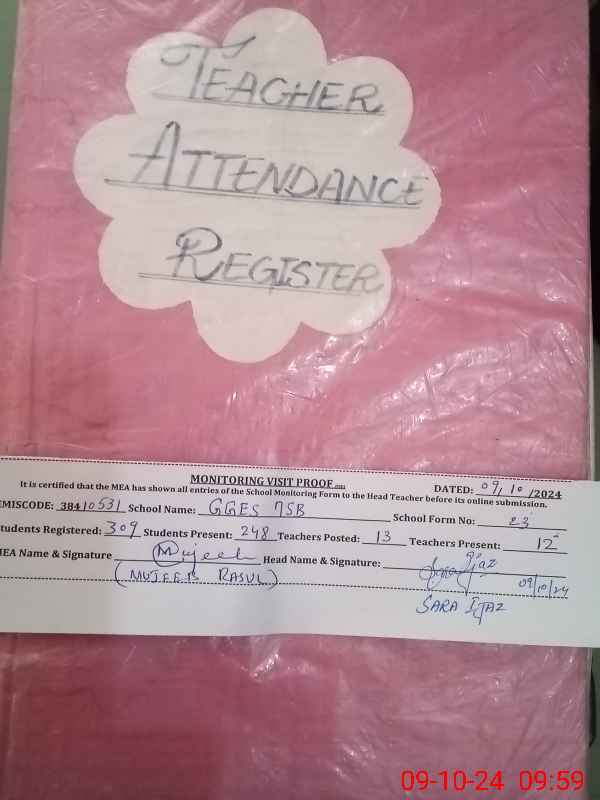 TEACHER
ATTENDANCE
REGISTER
MONITORING VISIT PROOF
DATED: 09/10/2024
It is certified that the MEA has shown all entries of the School Monitoring Form to the Head Teacher before its online submission.
EMISCODE: 38410531 School Name: GGES 7SB School Form No: 23
Students Registered: 309 Students Present: 248 Teachers Posted: 13 Teachers Present: 12
MEA Name & Signature Mujeeb Head Name & Signature:
(MUJEEB RASUL) 09/10/24
SARA IJAZ
09-10-24 09:59